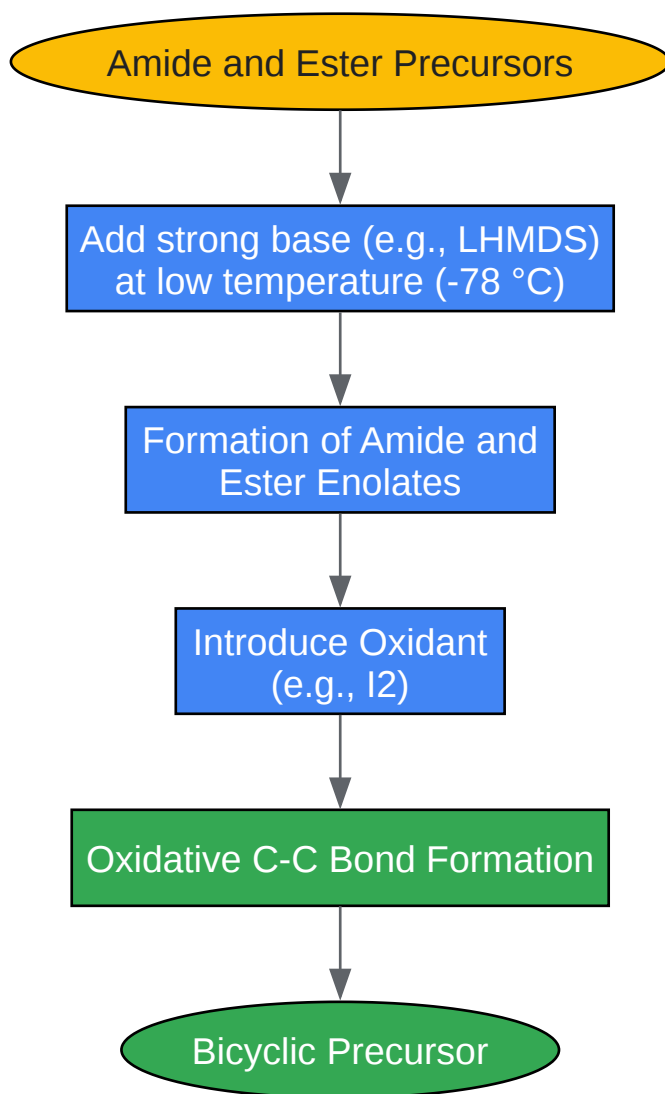 Amide and Ester Precursors
Add strong base (e.g., LHMDS)
at low temperature (-78 °C)
Formation of Amide and
Ester Enolates
Introduce Oxidant
(e.g., I2)
Oxidative C-C Bond Formation
Bicyclic Precursor